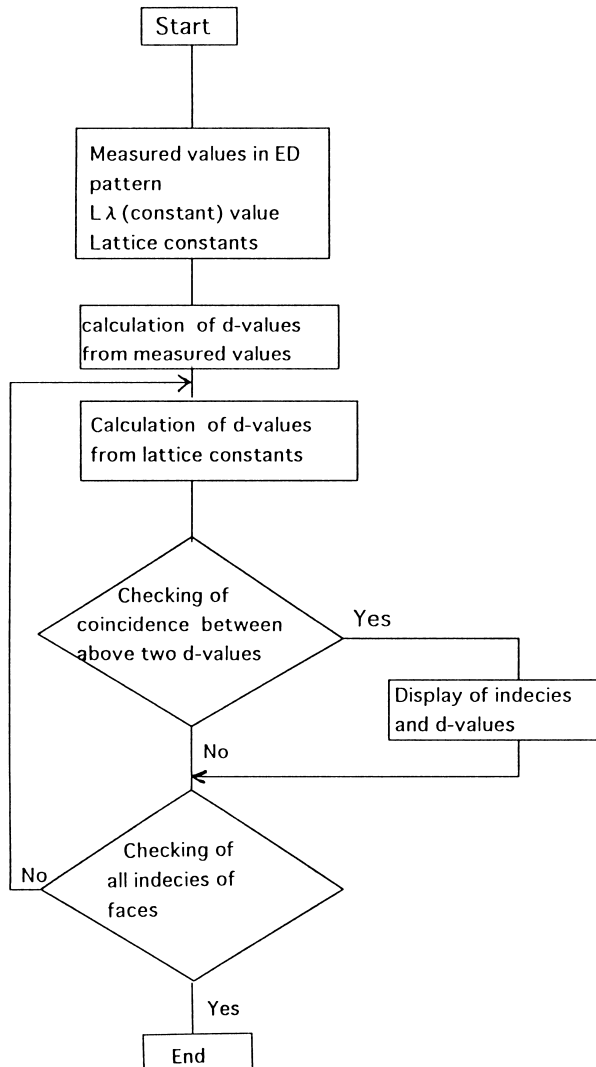 Start
Measured values in ED
pattern
L λ (constant) value
Lattice constants
calculation of d-values
from measured values
Calculation of d-values
from lattice constants
Checking of
coincidence between
above two d-values
Yes
Display of indecies
and d-values
No
Checking of
all indecies of
faces
No
Yes
End